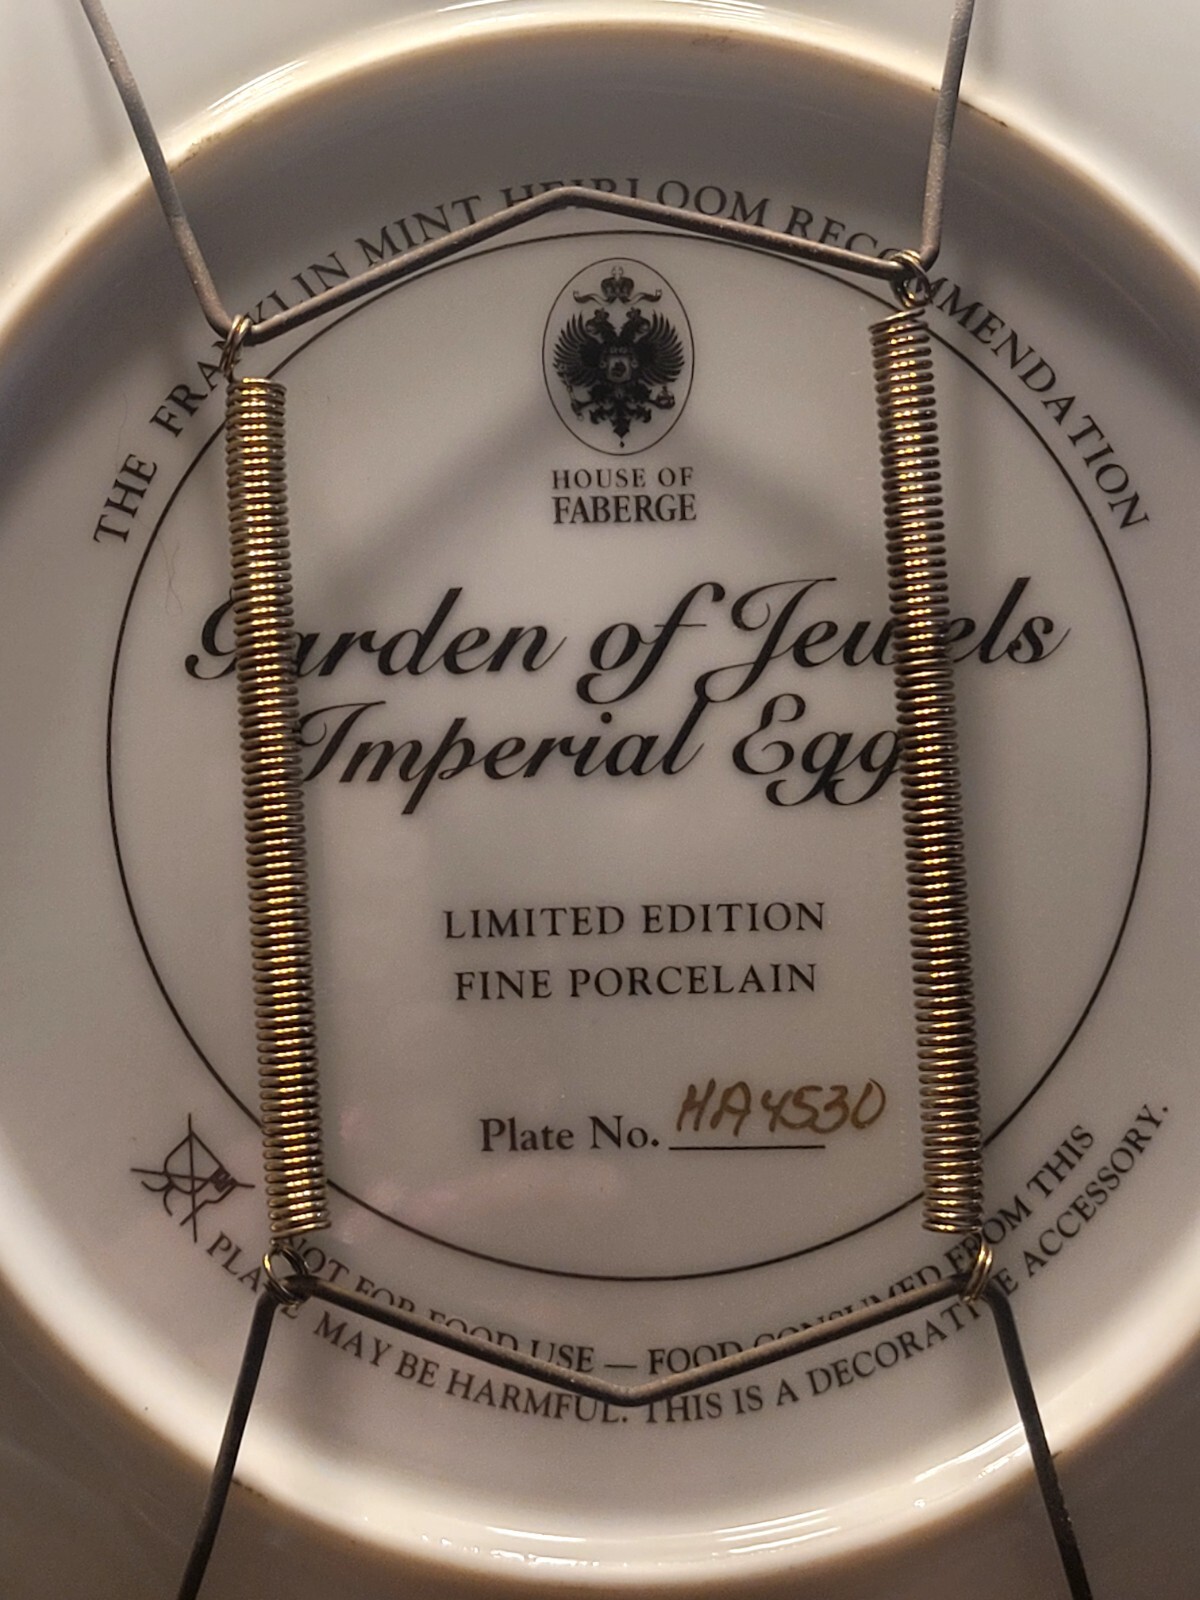 THE FRANKLIN MINT HEIRLOOM RECOMMENDATION
HOUSE OF
FABERGE
Garden of Jewels
Imperial Egg
LIMITED EDITION
FINE PORCELAIN
Plate No. HA4530
NOT FOR FOOD USE — FOOD CONSUMED FROM THIS
PLATE MAY BE HARMFUL. THIS IS A DECORATIVE ACCESSORY.